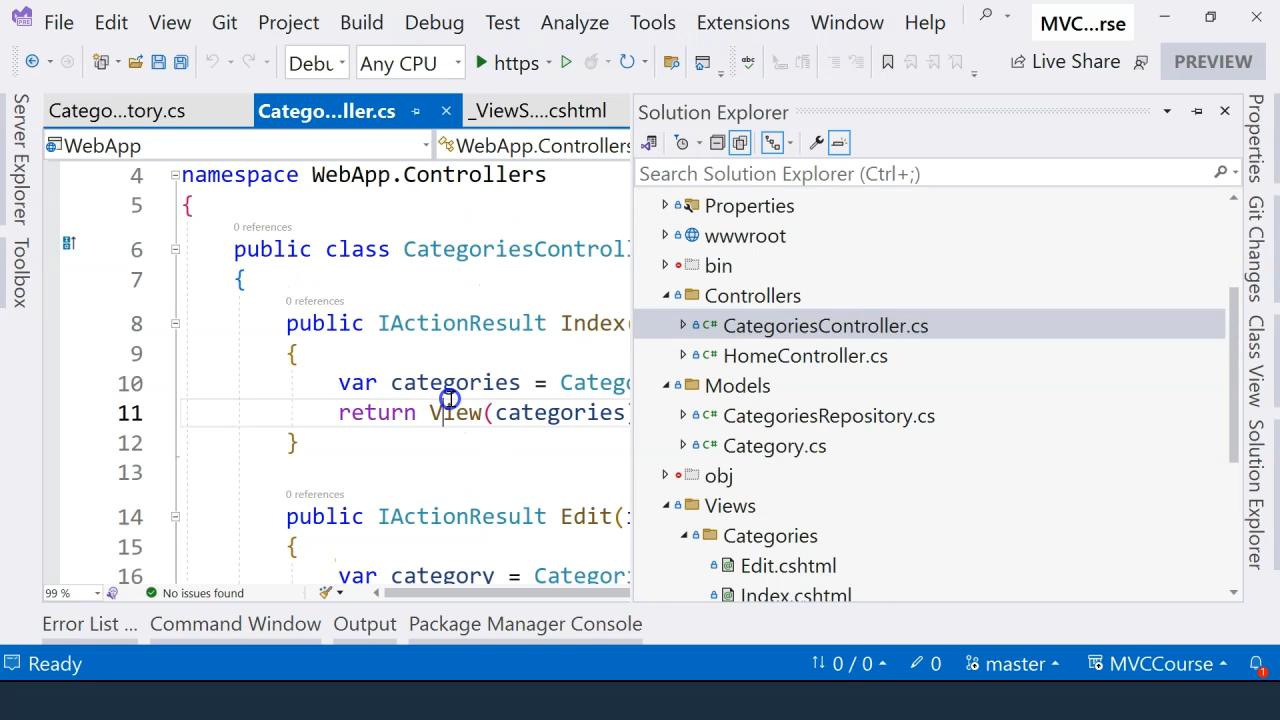 File Edit View Git Project Build Debug Test Analyze Tools Extensions Window Help MVC...rse
Debu Any CPU https Live Share PREVIEW
Catego...tory.cs Catego...ller.cs _ViewS....cshtml
WebApp WebApp.Controllers
4 namespace WebApp.Controllers
5 {
0 references
6 public class CategoriesControl
7 {
0 references
8 public IActionResult Index(
9 {
10 var categories = Catego
11 return View(categories)
12 }
13
0 references
14 public IActionResult Edit(i
15 {
16 var category = Categori
99 % No issues found
Solution Explorer
Search Solution Explorer (Ctrl+;)
Properties
wwwroot
bin
Controllers
C# CategoriesController.cs
C# HomeController.cs
Models
C# CategoriesRepository.cs
C# Category.cs
obj
Views
Categories
Edit.cshtml
Index.cshtml
Server Explorer
Toolbox
Properties
Git Changes
Class View
Solution Explorer
Error List ... Command Window Output Package Manager Console
Ready 0 / 0 0 master MVCCourse 1